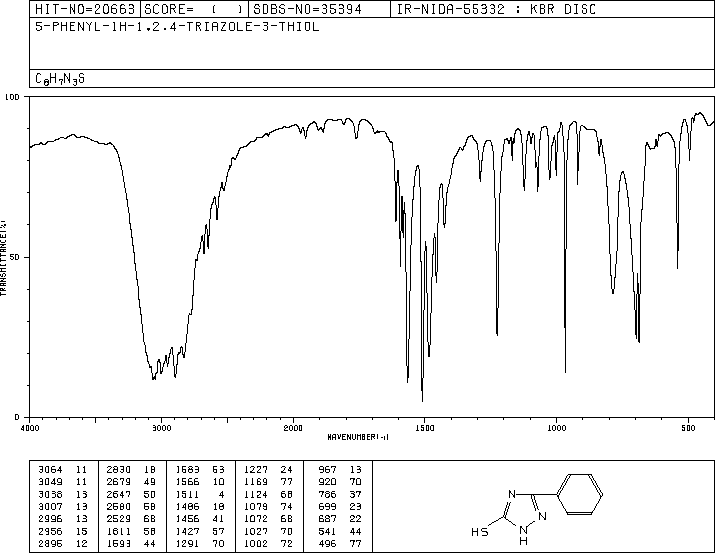 HIT-NO=20663 SCORE= ( ) SDBS-NO=35394 IR-NIDA-55332 : KBR DISC
5-PHENYL-1H-1,2,4-TRIAZOLE-3-THIOL
C8H7N3S
100
50
0
TRANSMITTANCE(%)
4000 3000 2000 1500 1000 500
WAVENUMBER(-1)
3064 11 2830 18 1583 53 1227 24 967 13
3049 11 2679 49 1566 10 1169 77 920 70
3038 13 2647 50 1511 4 1124 68 786 37
3007 13 2580 60 1486 18 1079 74 699 23
2996 13 2529 68 1456 41 1072 68 687 22
2956 15 1611 58 1427 57 1027 70 541 44
2895 12 1593 44 1291 70 1002 72 496 77
N
N
HS
N
H